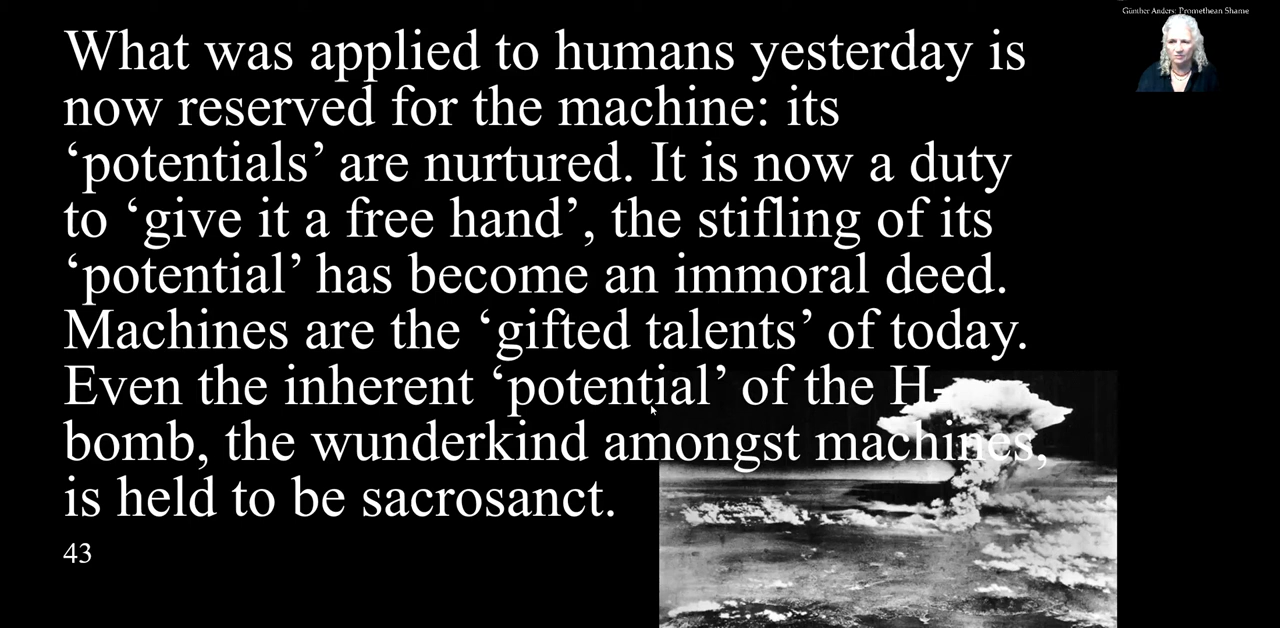 Günther Anders: Promethean Shame
What was applied to humans yesterday is
now reserved for the machine: its
‘potentials’ are nurtured. It is now a duty
to ‘give it a free hand’, the stifling of its
‘potential’ has become an immoral deed.
Machines are the ‘gifted talents’ of today.
Even the inherent ‘potential’ of the H-
bomb, the wunderkind amongst machines,
is held to be sacrosanct.
43